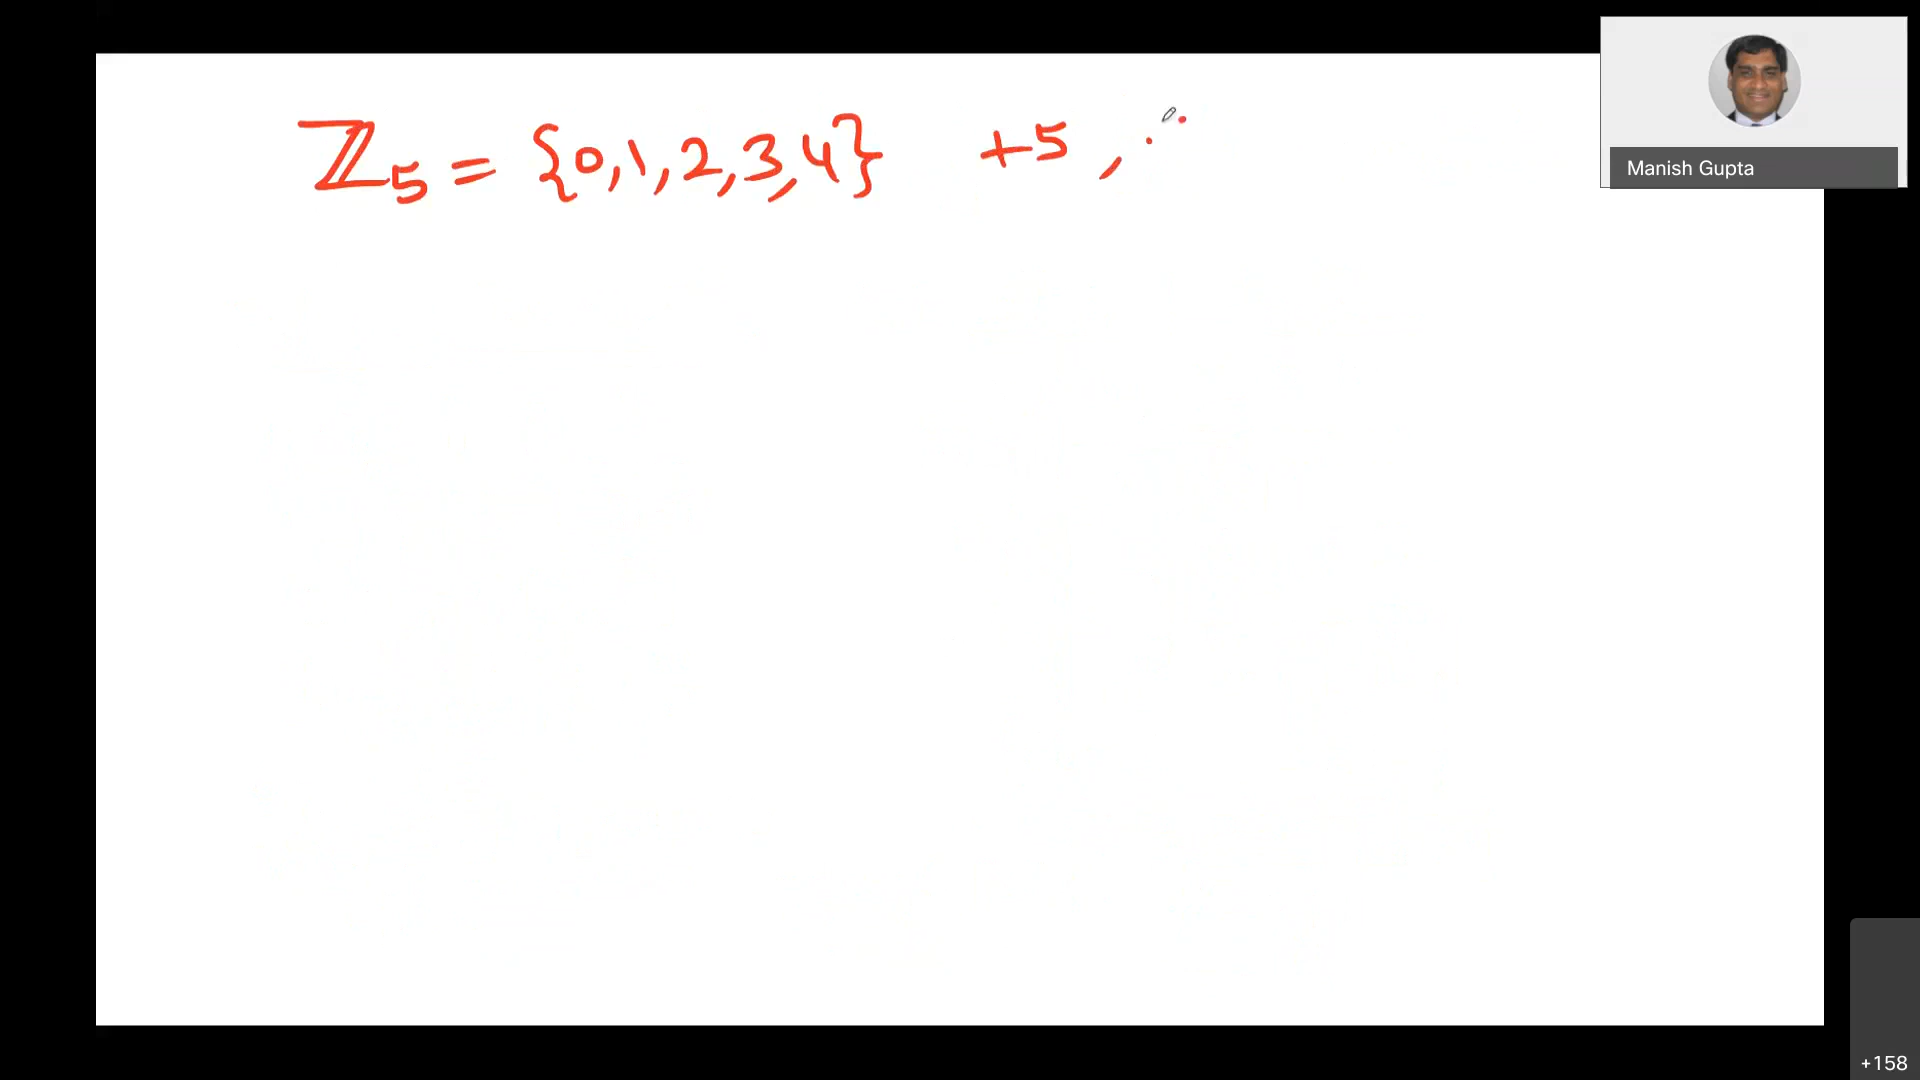 ℤ5 = {0,1,2,3,4} +5 , ·
Manish Gupta
+158